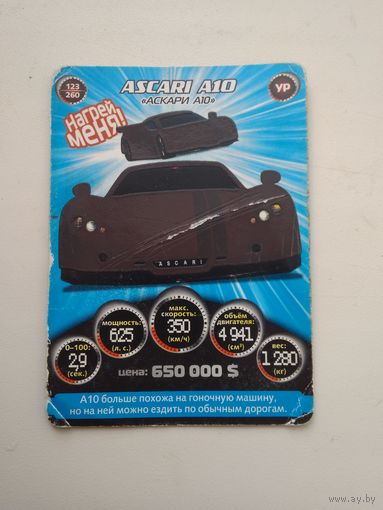 123
260
ASCARI A10
«АСКАРИ А10»
УР
Нагрей
меня!
ASCARI
0–100:
2,9
(сек.)
мощность:
625
(л. с.)
макс.
скорость:
350
(км/ч)
объём
двигателя:
4 941
(см³)
вес:
1 280
(кг)
цена: 650 000 $
А10 больше похожа на гоночную машину,
но на ней можно ездить по обычным дорогам.
www.ay.by